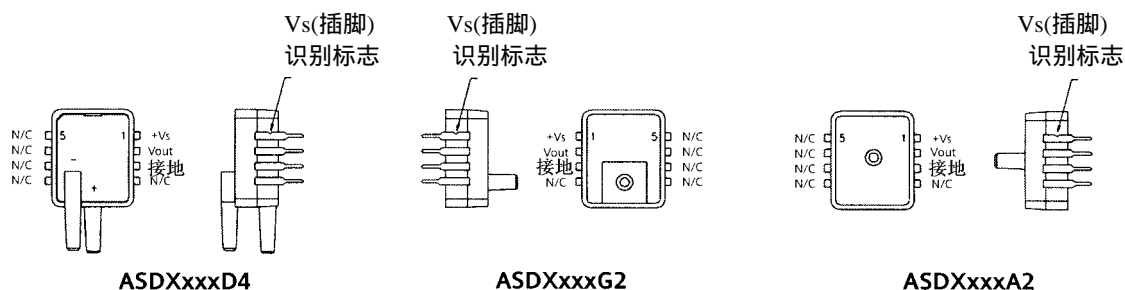 Vs(插脚)
识别标志
Vs(插脚)
识别标志
Vs(插脚)
识别标志
N/C 5 1 +Vs
N/C Vout
N/C - 接地
N/C + N/C
+Vs 1 5 N/C
Vout N/C
接地 N/C
N/C N/C
N/C 5 1 +Vs
N/C Vout
N/C 接地
N/C N/C
ASDXxxxD4
ASDXxxxG2
ASDXxxxA2